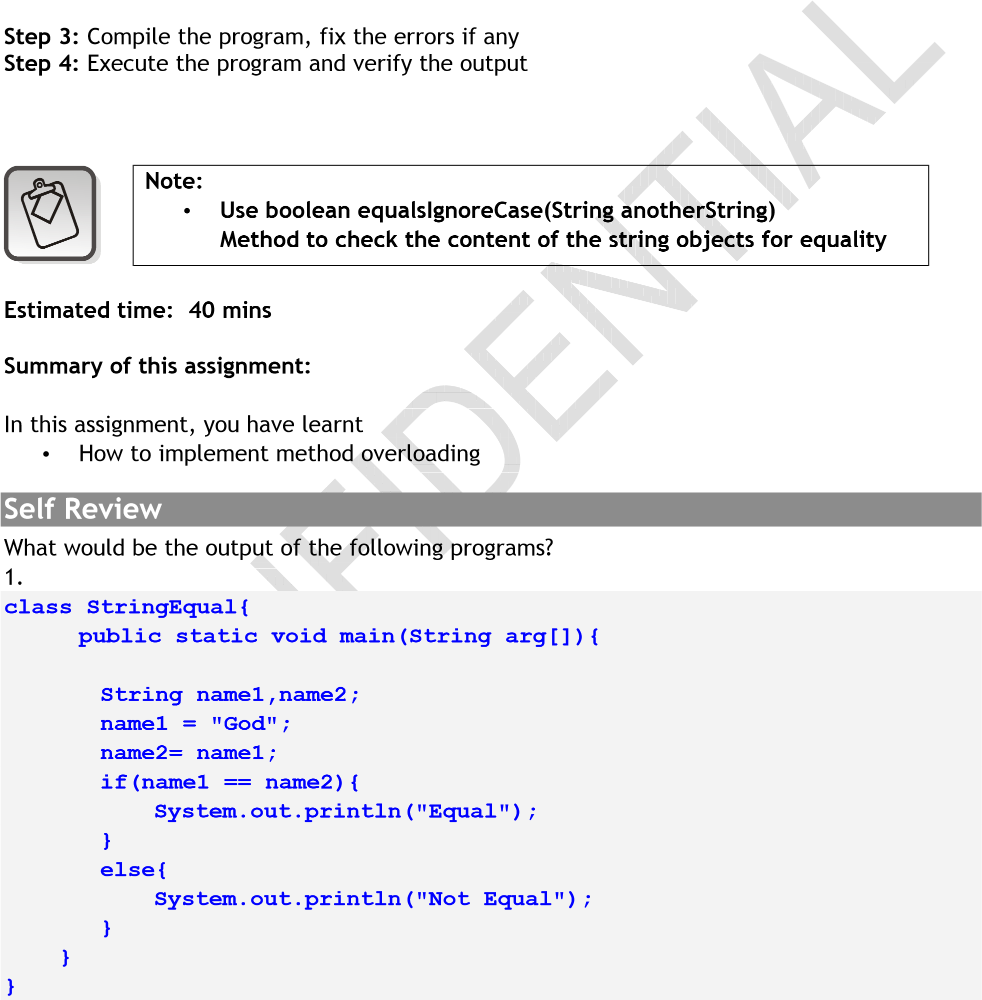 Step 3: Compile the program, fix the errors if any
Step 4: Execute the program and verify the output
Note:
• Use boolean equalsIgnoreCase(String anotherString)
Method to check the content of the string objects for equality
Estimated time:  40 mins
Summary of this assignment:
In this assignment, you have learnt
• How to implement method overloading
Self Review
What would be the output of the following programs?
1.
class StringEqual{
public static void main(String arg[]){
String name1,name2;
name1 = "God";
name2= name1;
if(name1 == name2){
System.out.println("Equal");
}
else{
System.out.println("Not Equal");
}
}
}
FIDENTIAL